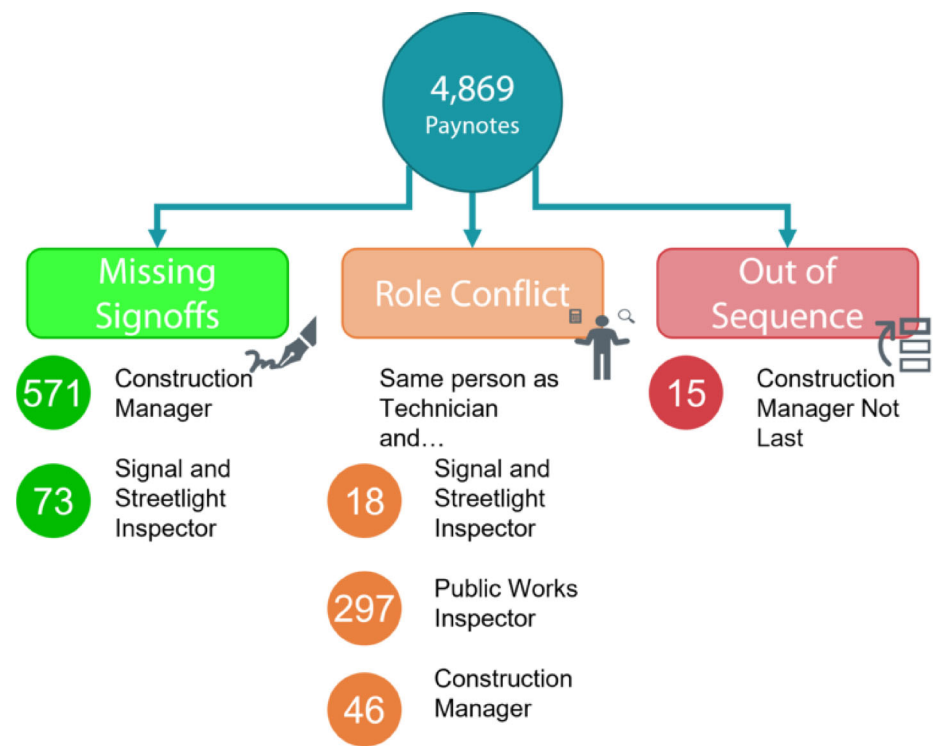 4,869
Paynotes
Missing
Signoffs
571
Construction
Manager
73
Signal and
Streetlight
Inspector
Role Conflict
Same person as
Technician
and…
18
Signal and
Streetlight
Inspector
297
Public Works
Inspector
46
Construction
Manager
Out of
Sequence
15
Construction
Manager Not
Last